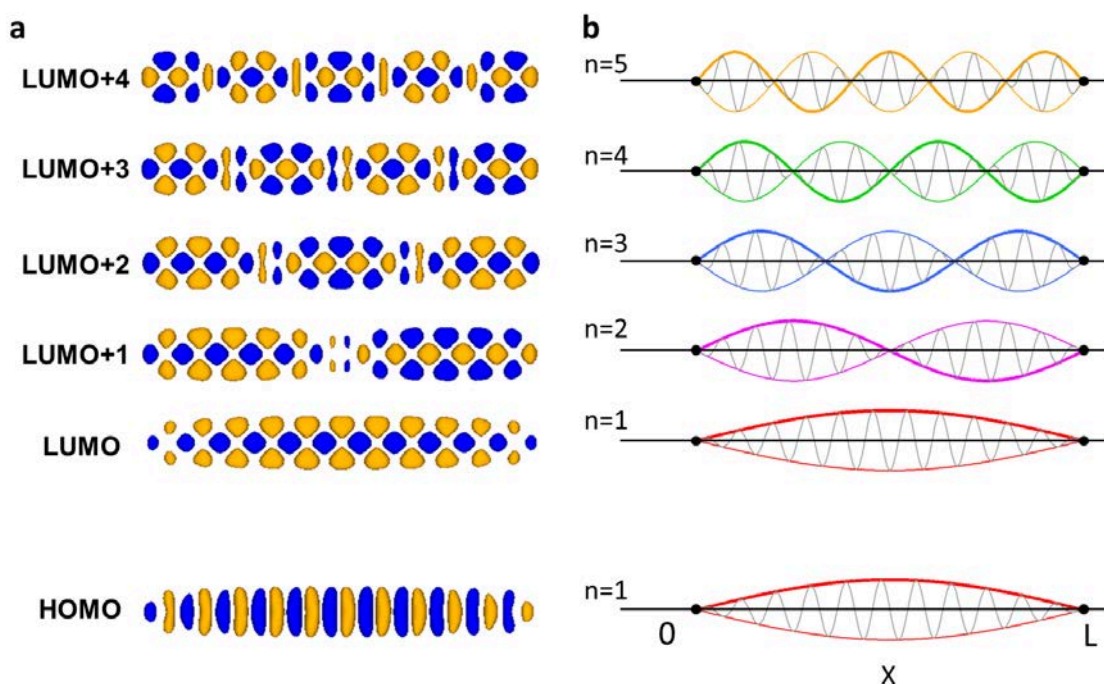 a
LUMO+4
LUMO+3
LUMO+2
LUMO+1
LUMO
HOMO
b
n=5
n=4
n=3
n=2
n=1
n=1
0
L
X